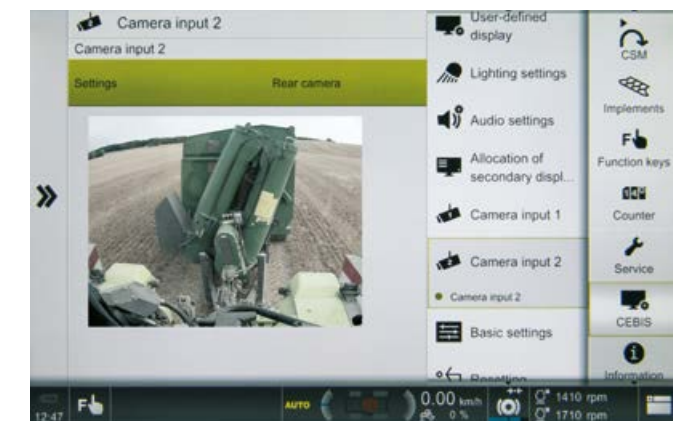 Camera input 2
Camera input 2
Settings
Rear camera
User-defined
display
Lighting settings
Audio settings
Allocation of
secondary displ...
Camera input 1
Camera input 2
Camera input 2
Basic settings
Resetting
CSM
Implements
F
Function keys
Counter
Service
CEBIS
Information
12:47
F
AUTO
0.00 km/h
0 %
1410 rpm
1710 rpm